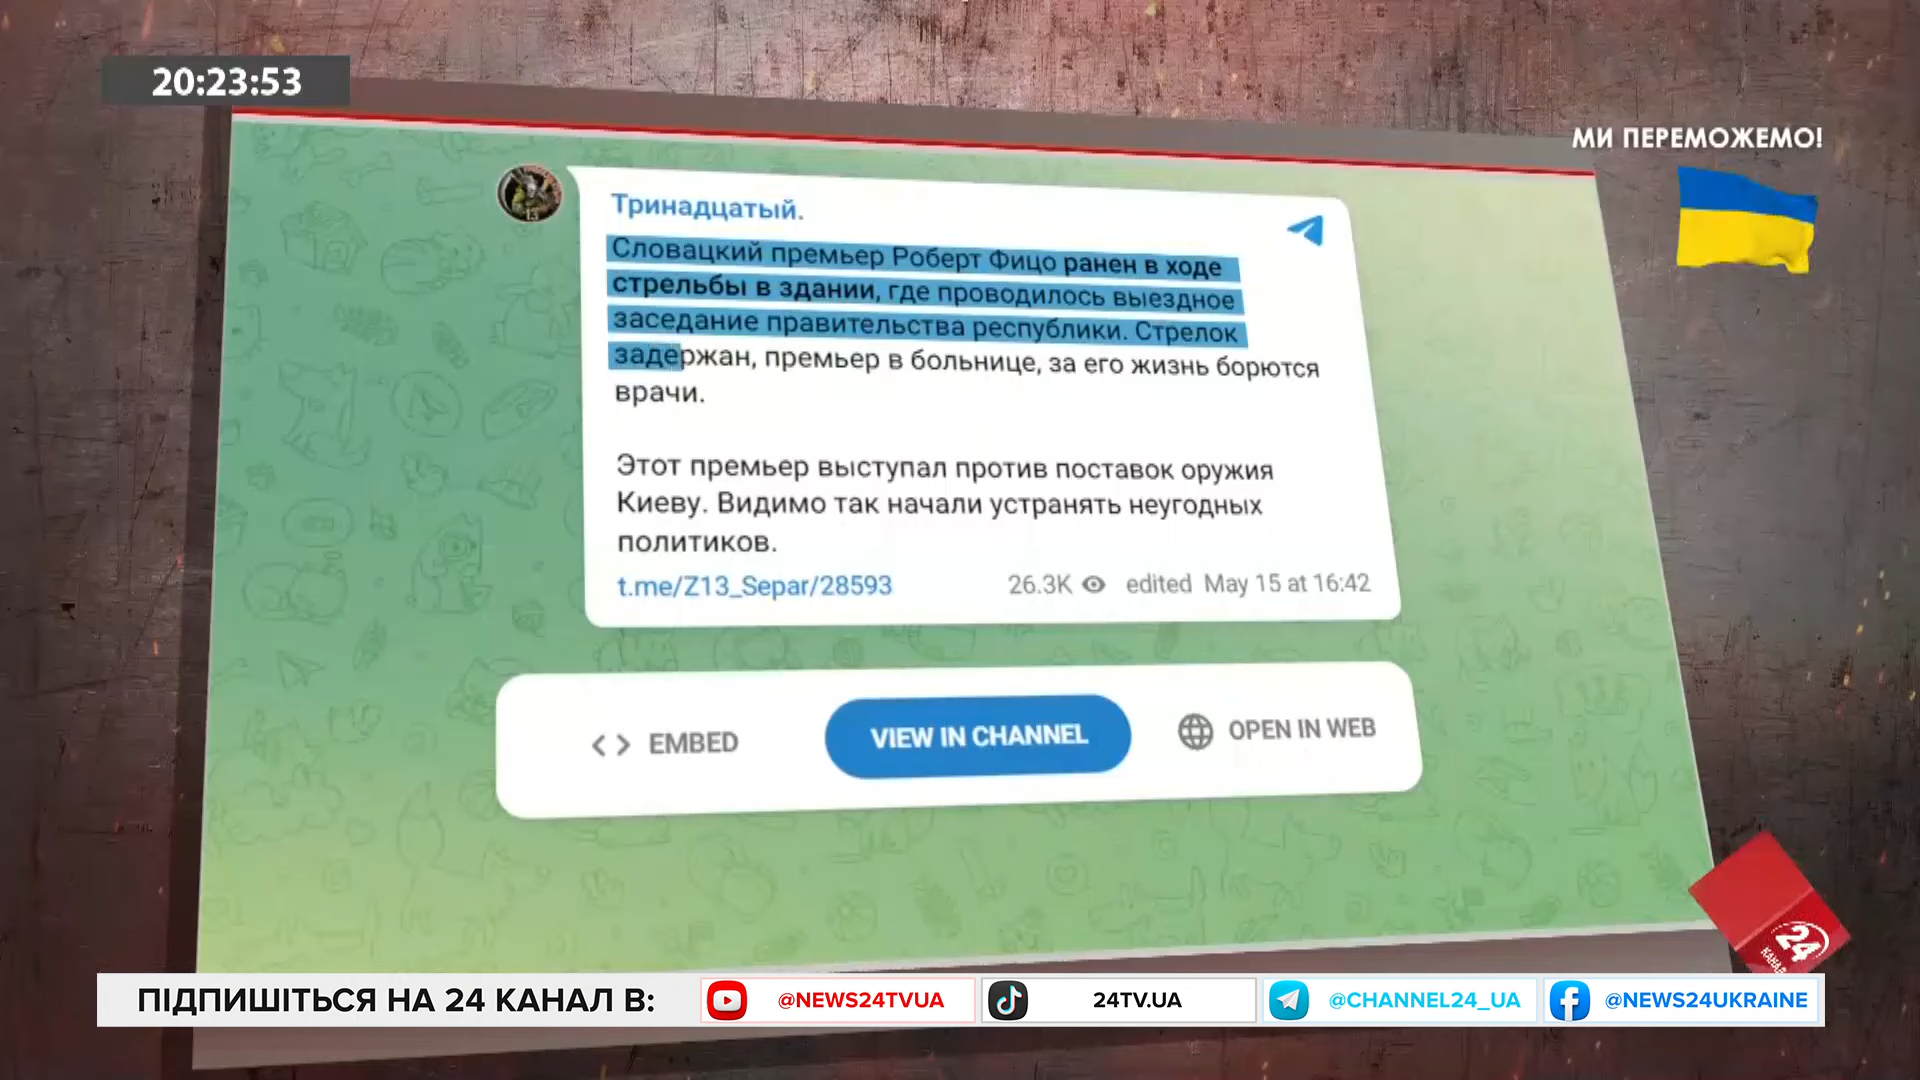 20:23:53
МИ ПЕРЕМОЖЕМО!
Тринадцатый.
Словацкий премьер Роберт Фицо ранен в ходе
стрельбы в здании, где проводилось выездное
заседание правительства республики. Стрелок
задержан, премьер в больнице, за его жизнь борются
врачи.
Этот премьер выступал против поставок оружия
Киеву. Видимо так начали устранять неугодных
политиков.
t.me/Z13_Separ/28593 26.3K edited May 15 at 16:42
<> EMBED VIEW IN CHANNEL OPEN IN WEB
24
КАНАЛ
ПІДПИШІТЬСЯ НА 24 КАНАЛ В: @NEWS24TVUA 24TV.UA @CHANNEL24_UA @NEWS24UKRAINE